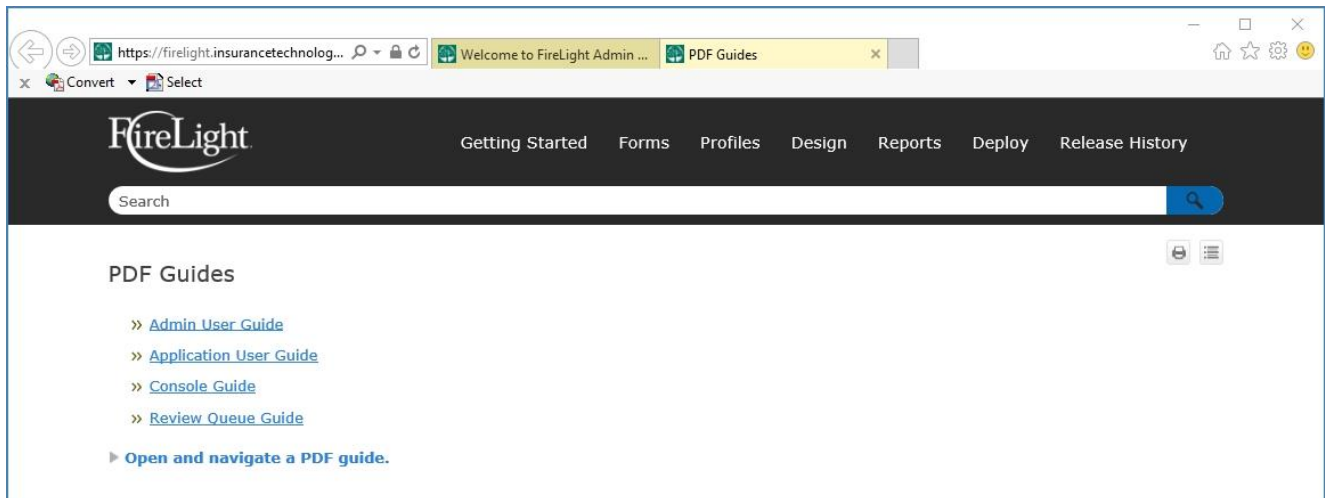 https://firelight.insurancetechnolog...
Welcome to FireLight Admin ...
PDF Guides
x Convert Select
FireLight
Getting Started Forms Profiles Design Reports Deploy Release History
Search
PDF Guides
» Admin User Guide
» Application User Guide
» Console Guide
» Review Queue Guide
Open and navigate a PDF guide.